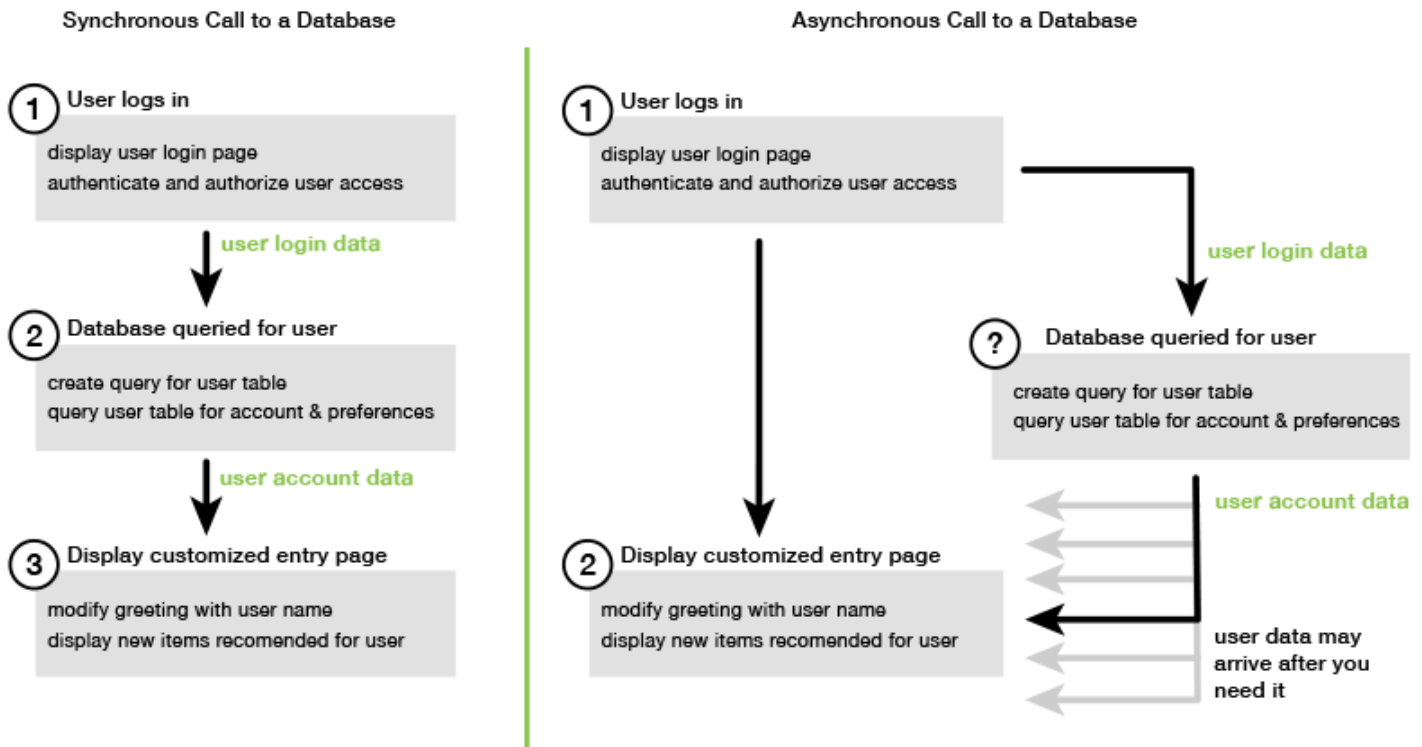 Synchronous Call to a Database
1
User logs in
display user login page
authenticate and authorize user access
user login data
2
Database queried for user
create query for user table
query user table for account & preferences
user account data
3
Display customized entry page
modify greeting with user name
display new items recomended for user
Asynchronous Call to a Database
1
User logs in
display user login page
authenticate and authorize user access
user login data
?
Database queried for user
create query for user table
query user table for account & preferences
user account data
2
Display customized entry page
modify greeting with user name
display new items recomended for user
user data may
arrive after you
need it